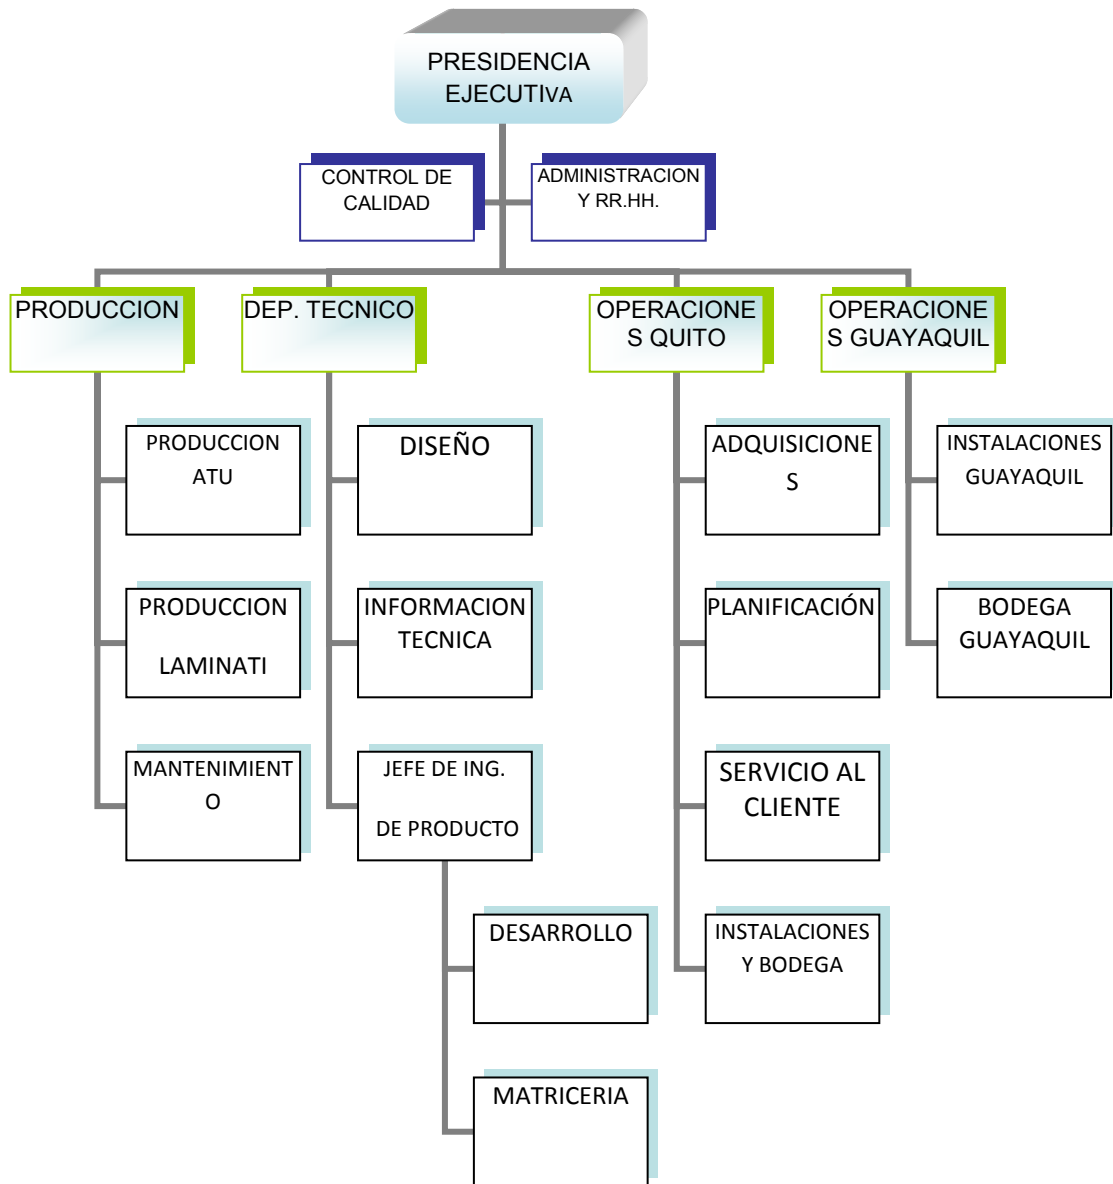 PRESIDENCIA
EJECUTIVA
CONTROL DE
CALIDAD
ADMINISTRACION
Y RR.HH.
PRODUCCION
DEP. TECNICO
OPERACIONE
S QUITO
OPERACIONE
S GUAYAQUIL
PRODUCCION
ATU
DISEÑO
ADQUISICIONE
S
INSTALACIONES
GUAYAQUIL
PRODUCCION
LAMINATI
INFORMACION
TECNICA
PLANIFICACIÓN
BODEGA
GUAYAQUIL
MANTENIMIENT
O
JEFE DE ING.
DE PRODUCTO
SERVICIO AL
CLIENTE
DESARROLLO
INSTALACIONES
Y BODEGA
MATRICERIA